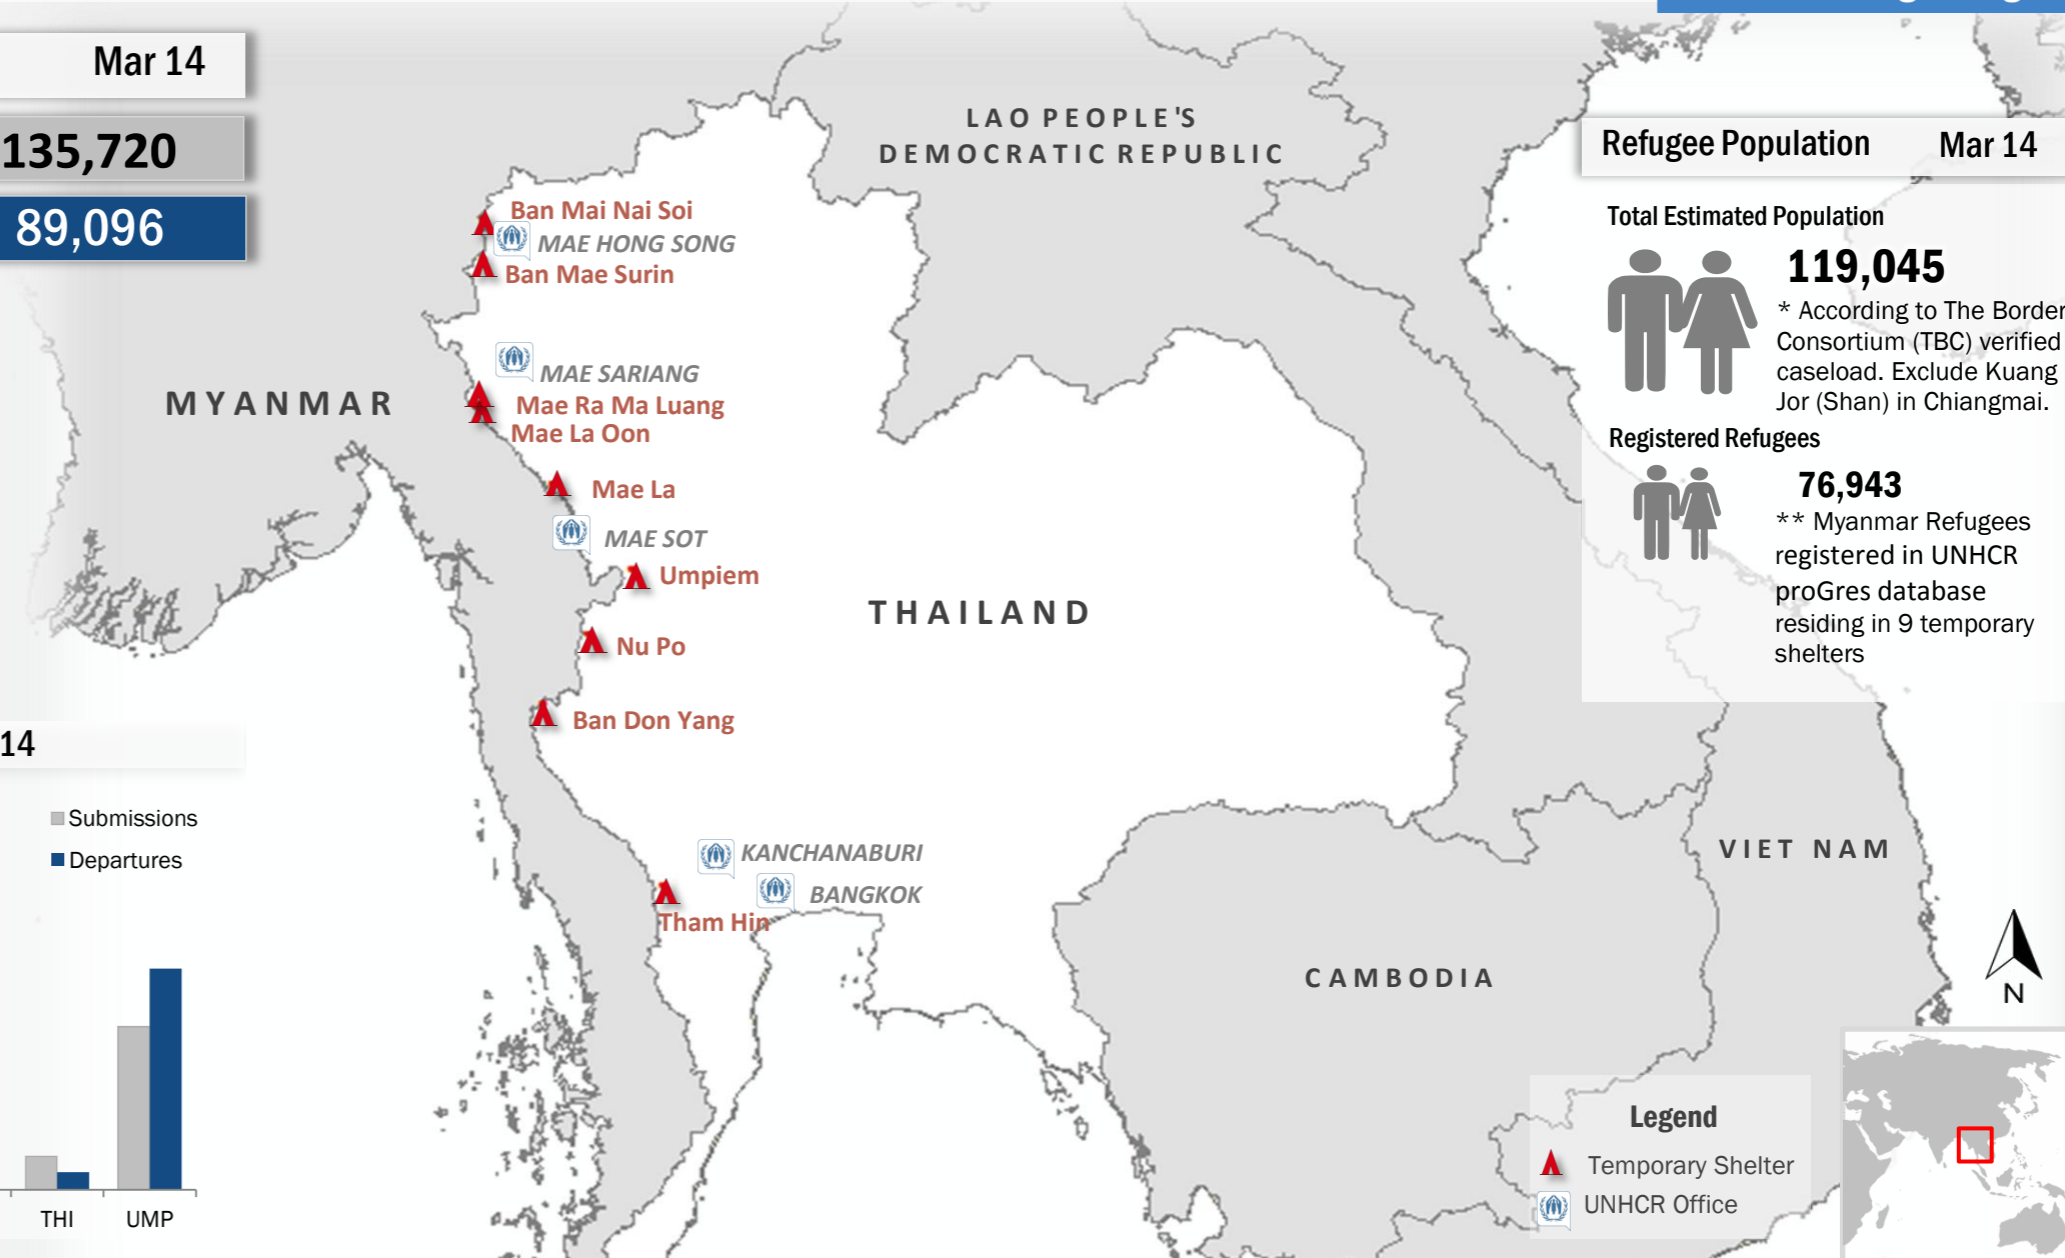 Mar 14
135,720
89,096
LAO PEOPLE'S
DEMOCRATIC REPUBLIC
Refugee Population Mar 14
Total Estimated Population
119,045
* According to The Border
Consortium (TBC) verified
caseload. Exclude Kuang
Jor (Shan) in Chiangmai.
Registered Refugees
76,943
** Myanmar Refugees
registered in UNHCR
proGres database
residing in 9 temporary
shelters
Ban Mai Nai Soi
MAE HONG SONG
Ban Mae Surin
MAE SARIANG
MYANMAR
Mae Ra Ma Luang
Mae La Oon
Mae La
MAE SOT
Umpiem
THAILAND
Nu Po
Ban Don Yang
14
Submissions
Departures
KANCHANABURI
BANGKOK
Tham Hin
VIET NAM
CAMBODIA
N
Legend
Temporary Shelter
UNHCR Office
THI UMP